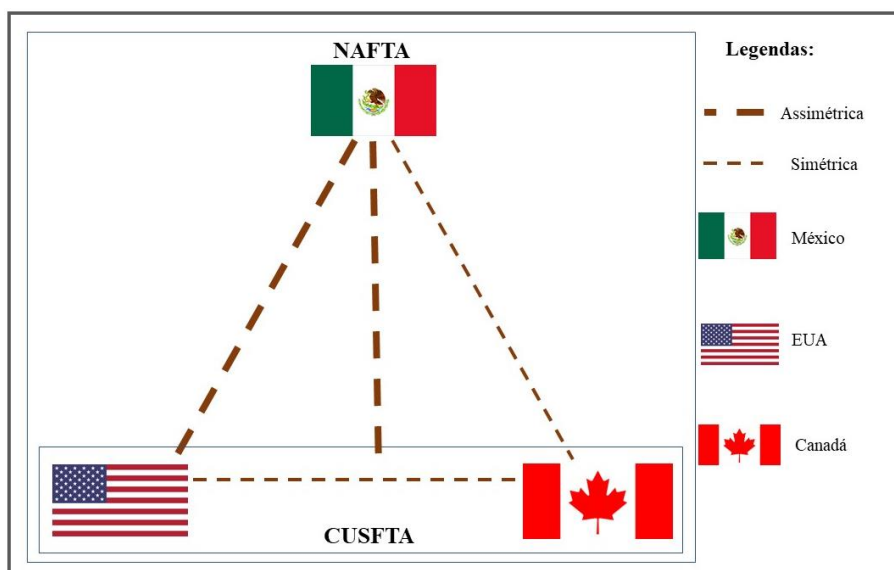 NAFTA
Legendas:
Assimétrica
Simétrica
México
EUA
Canadá
CUSFTA